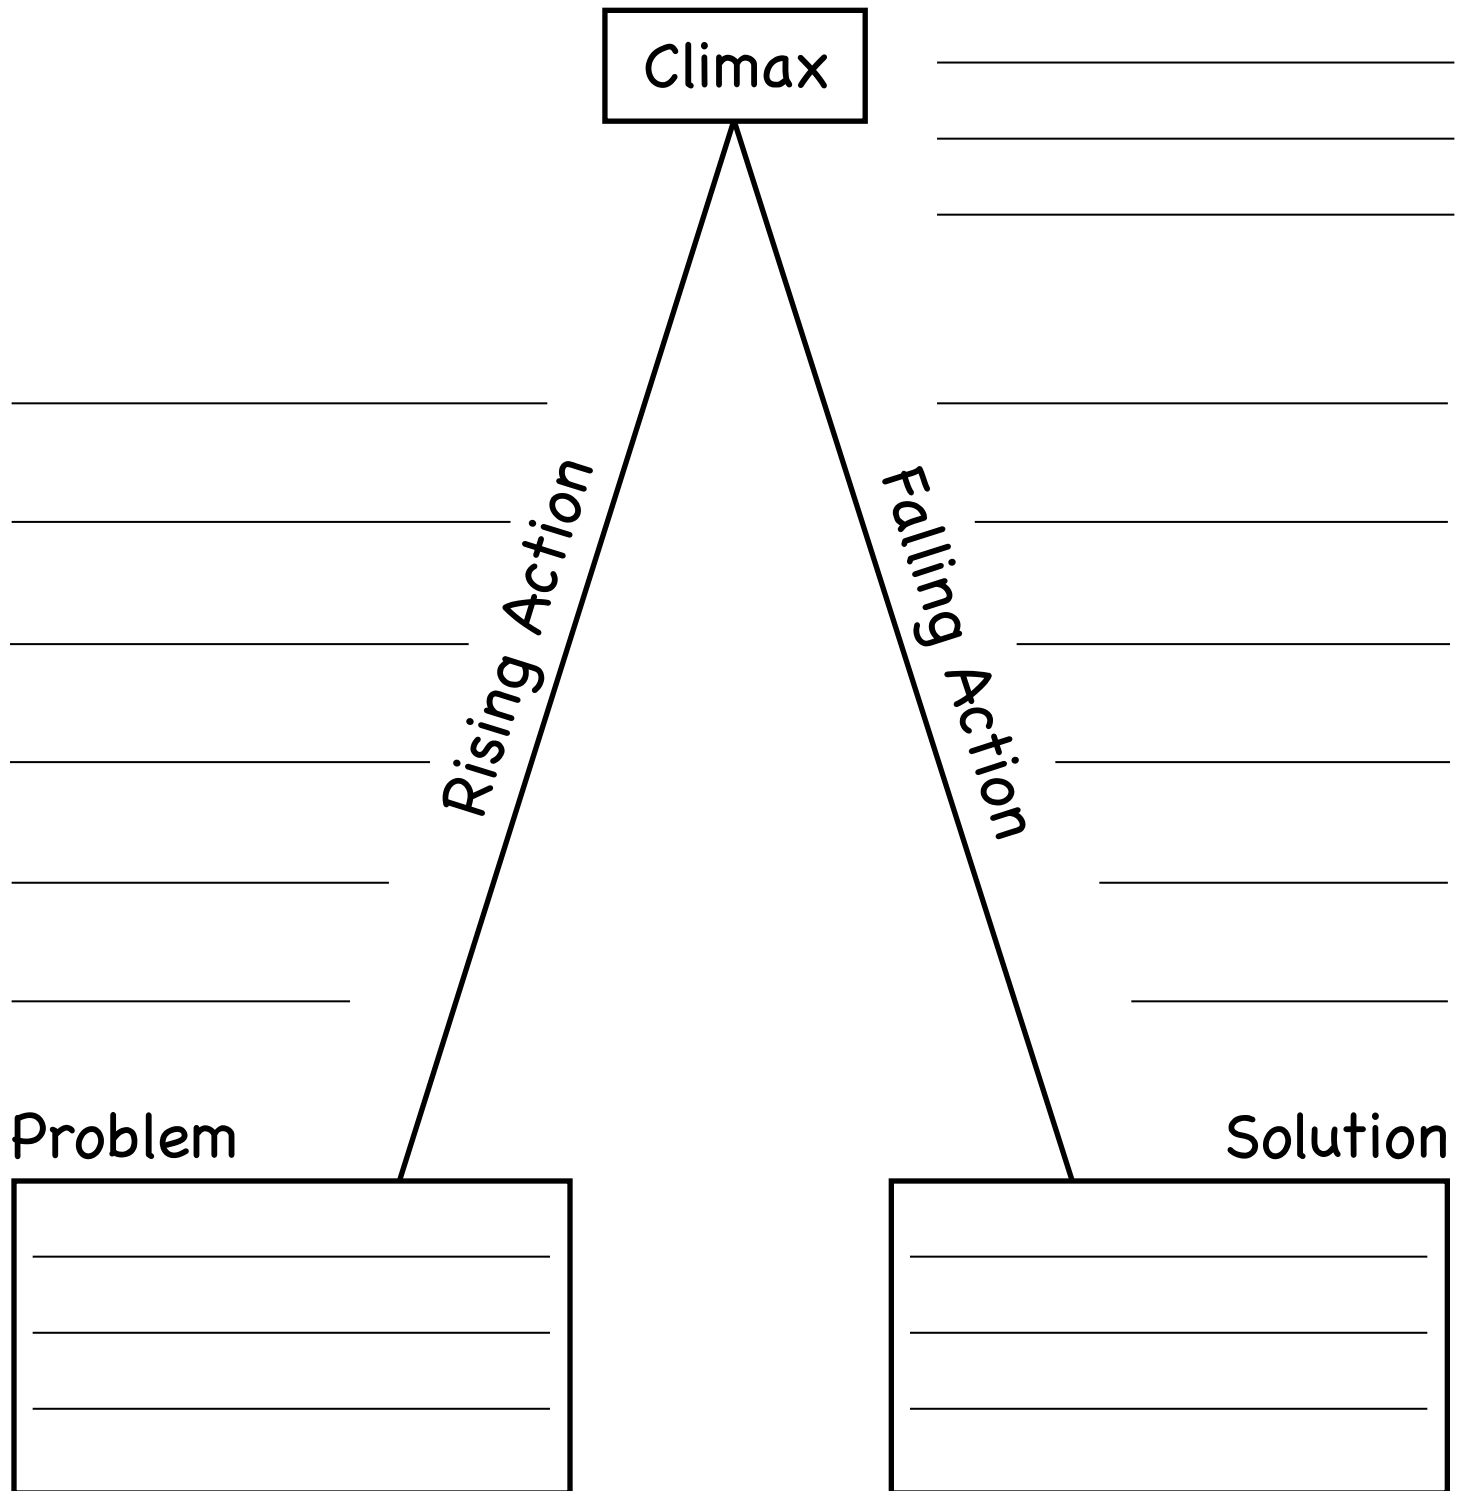 Climax
Rising Action
Falling Action
Problem
Solution